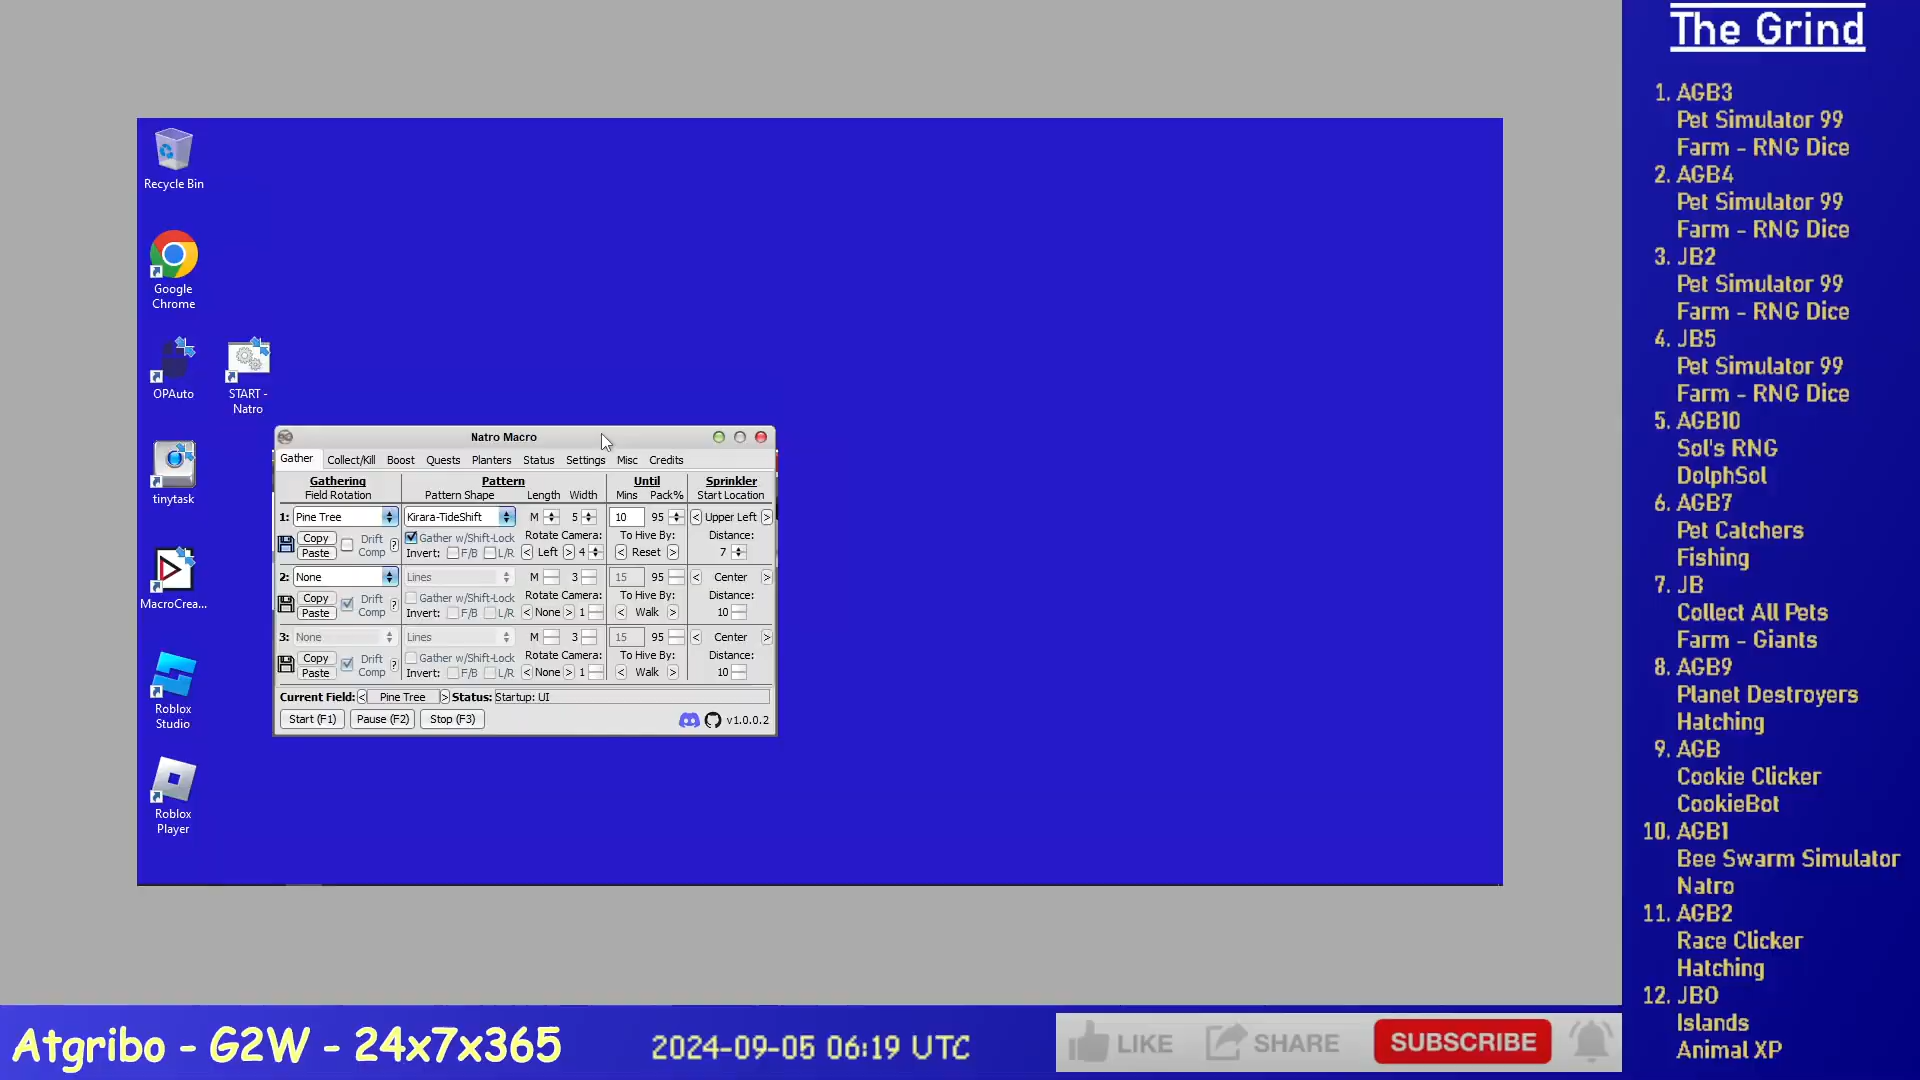 The Grind
1. AGB3
Pet Simulator 99
Farm - RNG Dice
2. AGB4
Pet Simulator 99
Farm - RNG Dice
3. JB2
Pet Simulator 99
Farm - RNG Dice
4. JB5
Pet Simulator 99
Farm - RNG Dice
5. AGB10
Sol's RNG
DolphSol
6. AGB7
Pet Catchers
Fishing
7. JB
Collect All Pets
Farm - Giants
8. AGB9
Planet Destroyers
Hatching
9. AGB
Cookie Clicker
CookieBot
10. AGB1
Bee Swarm Simulator
Natro
11. AGB2
Race Clicker
Hatching
12. JB0
Islands
Animal XP
Recycle Bin
Google
Chrome
OPAuto
START -
Natro
tinytask
MacroCrea...
Roblox
Studio
Roblox
Player
Natro Macro
Gather Collect/Kill Boost Quests Planters Status Settings Misc Credits
Gathering Pattern Until Sprinkler
Field Rotation Pattern Shape Length Width Mins Pack% Start Location
1: Pine Tree Kirara-TideShift M 5 10 95 < Upper Left >
Copy Drift Gather w/Shift-Lock Rotate Camera: To Hive By: Distance:
Paste Comp ? Invert: F/B L/R < Left > 4 < Reset > 7
2: None Lines M 3 15 95 < Center >
Copy Drift Gather w/Shift-Lock Rotate Camera: To Hive By: Distance:
Paste Comp ? Invert: F/B L/R < None > 1 < Walk > 10
3: None Lines M 3 15 95 < Center >
Copy Drift Gather w/Shift-Lock Rotate Camera: To Hive By: Distance:
Paste Comp ? Invert: F/B L/R < None > 1 < Walk > 10
Current Field: < Pine Tree > Status: Startup: UI
Start (F1) Pause (F2) Stop (F3) v1.0.0.2
Atgribo - G2W - 24x7x365
2024-09-05 06:19 UTC
LIKE SHARE SUBSCRIBE